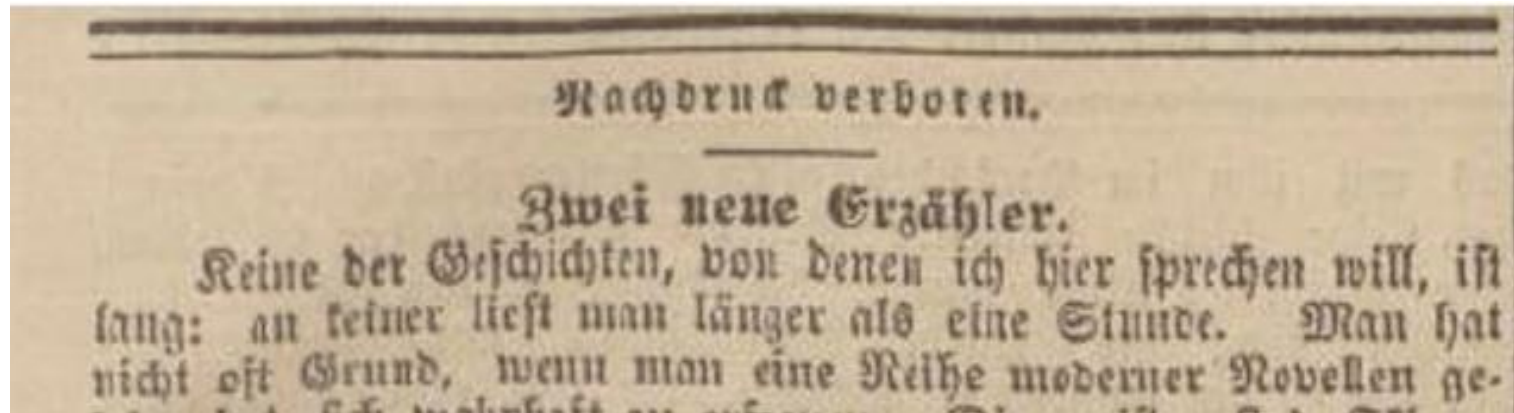 Nachdruck verboten.
Zwei neue Erzähler.
Keine der Geschichten, von denen ich hier sprechen will, ist
lang: an keiner liest man länger als eine Stunde. Man hat
nicht oft Grund, wenn man eine Reihe moderner Novellen ge-